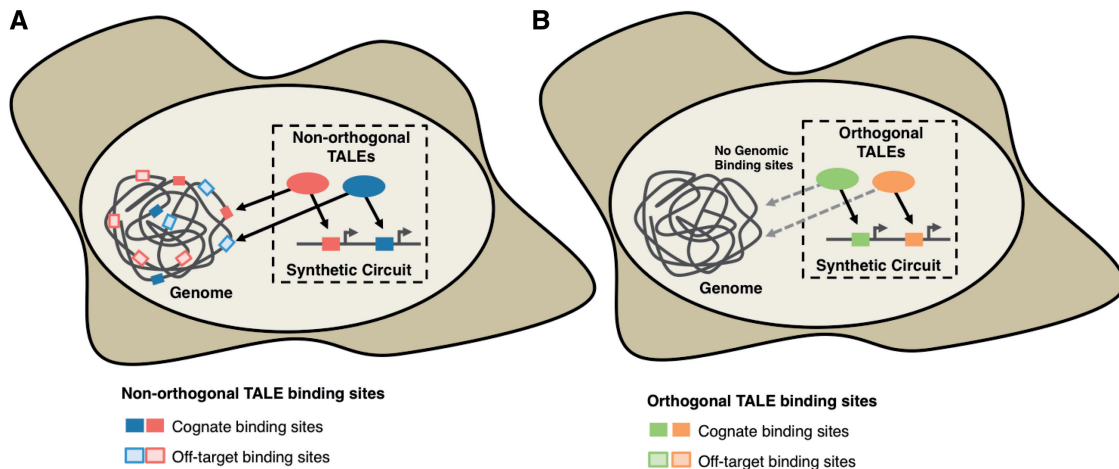 A
Non-orthogonal
TALEs
Synthetic Circuit
Genome
Non-orthogonal TALE binding sites
Cognate binding sites
Off-target binding sites
B
No Genomic
Binding sites
Orthogonal
TALEs
Synthetic Circuit
Genome
Orthogonal TALE binding sites
Cognate binding sites
Off-target binding sites